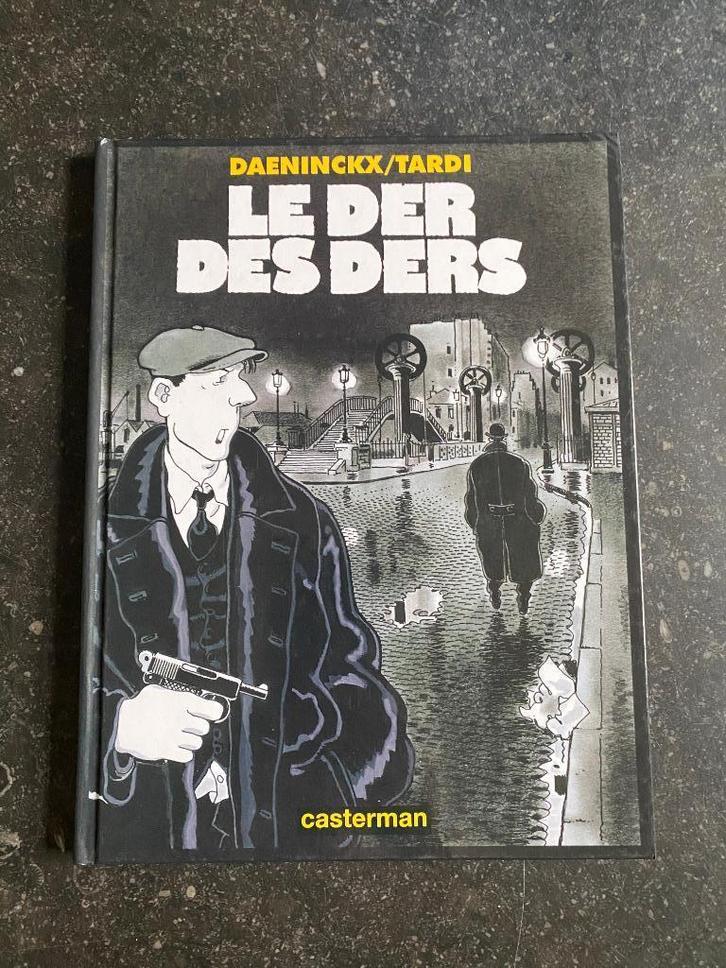 DAENINCKX/TARDI
LE DER
DES DERS
casterman